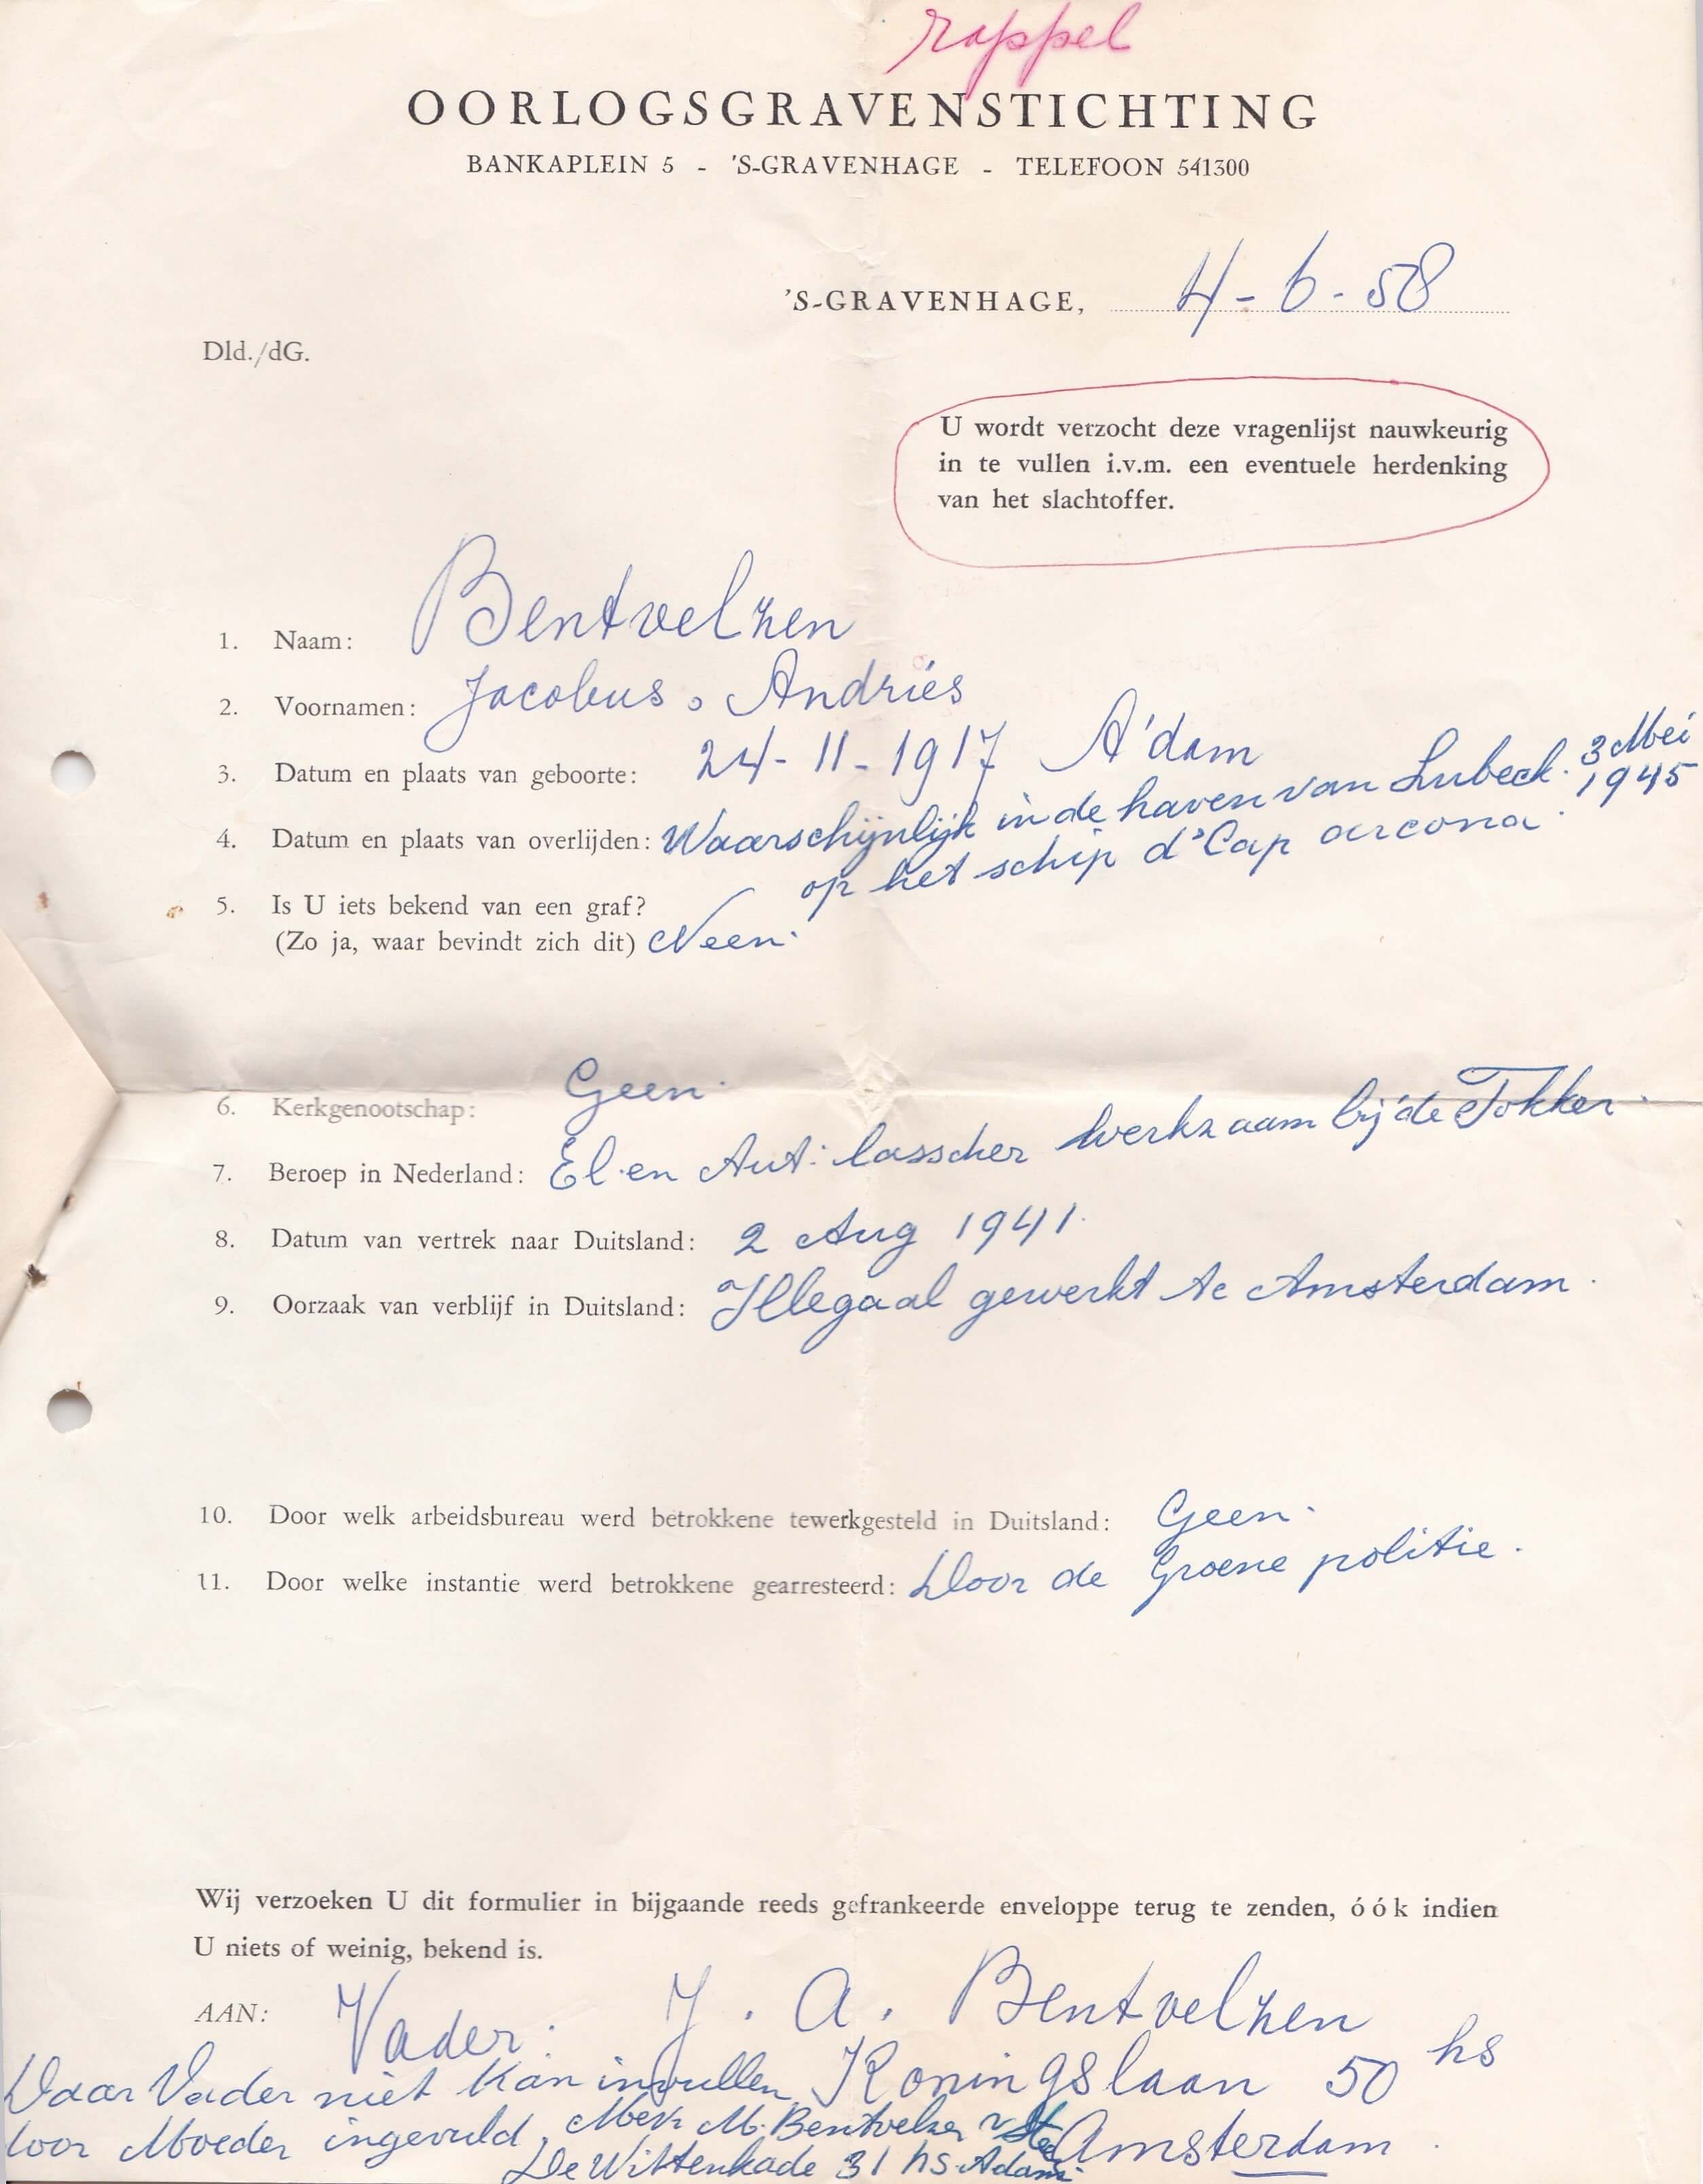 rappel
OORLOGSGRAVENSTICHTING
BANKAPLEIN 5 - 'S-GRAVENHAGE - TELEFOON 541300
'S-GRAVENHAGE, 4-6-58
Dld./dG.
U wordt verzocht deze vragenlijst nauwkeurig
in te vullen i.v.m. een eventuele herdenking
van het slachtoffer.
1. Naam: Bentvelzen
2. Voornamen: Jacobus. Andries
3. Datum en plaats van geboorte: 24-11-1917 A'dam
4. Datum en plaats van overlijden: Waarschijnlijk in de haven van Lubeck. 3 Mei 1945
op het schip d'Cap arcona.
5. Is U iets bekend van een graf?
(Zo ja, waar bevindt zich dit) Neen.
6. Kerkgenootschap: Geen.
7. Beroep in Nederland: El. en Aut. lasscher werkzaam bij de Fokker.
8. Datum van vertrek naar Duitsland: 2 Aug 1941.
9. Oorzaak van verblijf in Duitsland: Illegaal gewerkt te Amsterdam.
10. Door welk arbeidsbureau werd betrokkene tewerkgesteld in Duitsland: Geen.
11. Door welke instantie werd betrokkene gearresteerd: Door de Groene politie.
Wij verzoeken U dit formulier in bijgaande reeds gefrankeerde enveloppe terug te zenden, óók indien
U niets of weinig, bekend is.
AAN: Vader: J. A. Bentvelzen
Koningslaan 50 hs
Amsterdam.
Daar Vader niet kan invullen
door Moeder ingevuld, M. Bentvelzen
De Wittenkade 31 hs. Adam.